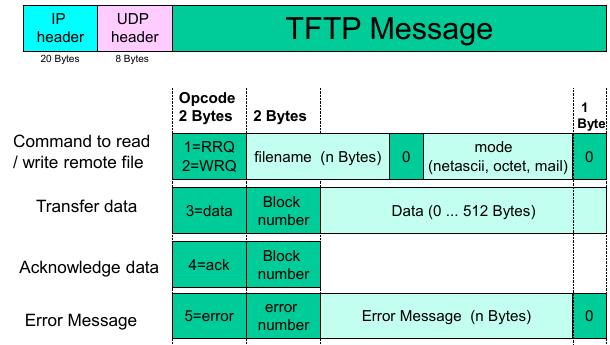 IP
header
UDP
header
TFTP Message
20 Bytes
8 Bytes
Opcode
2 Bytes
2 Bytes
1
Byte
Command to read
/ write remote file
1=RRQ
2=WRQ
filename (n Bytes)
0
mode
(netascii, octet, mail)
0
Transfer data
3=data
Block
number
Data (0 ... 512 Bytes)
Acknowledge data
4=ack
Block
number
Error Message
5=error
error
number
Error Message (n Bytes)
0